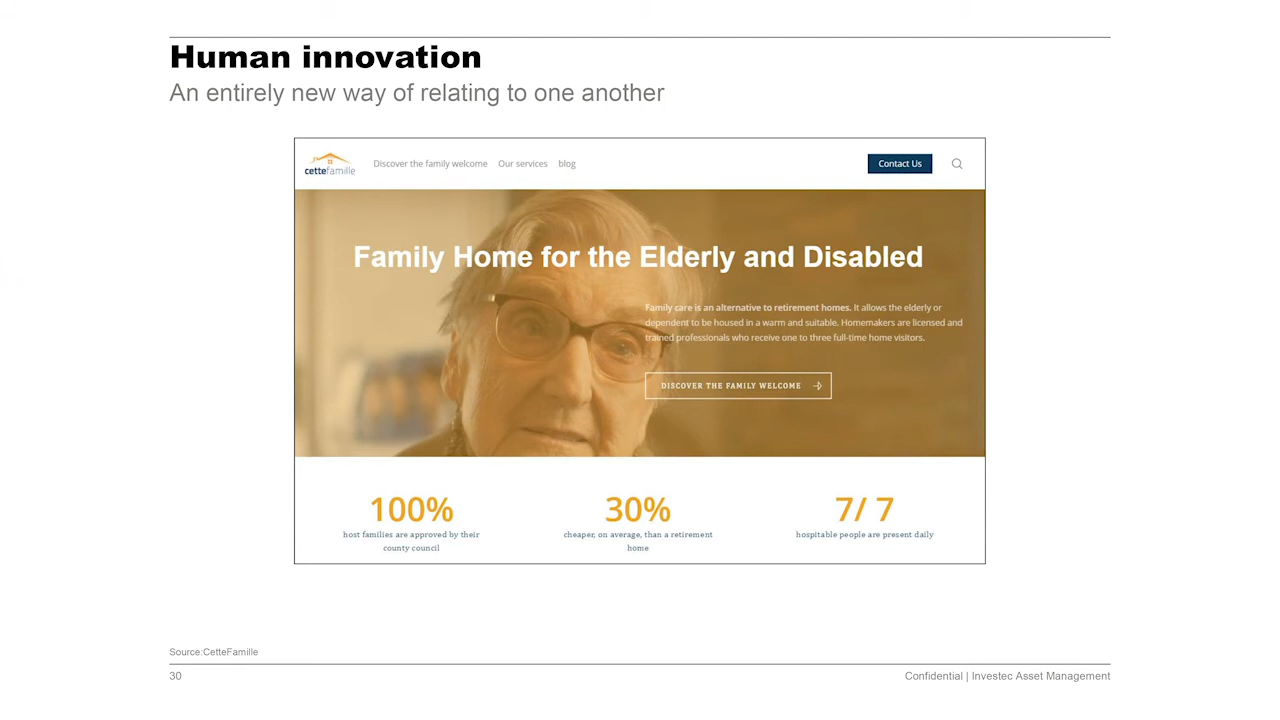 Human innovation
An entirely new way of relating to one another
cettefamille
Discover the family welcome Our services blog
Contact Us
Family Home for the Elderly and Disabled
Family care is an alternative to retirement homes. It allows the elderly or
dependent to be housed in a warm and suitable. Homemakers are licensed and
trained professionals who receive one to three full-time home visitors.
DISCOVER THE FAMILY WELCOME
100%
host families are approved by their
county council
30%
cheaper, on average, than a retirement
home
7/ 7
hospitable people are present daily
Source:CetteFamille
30
Confidential | Investec Asset Management